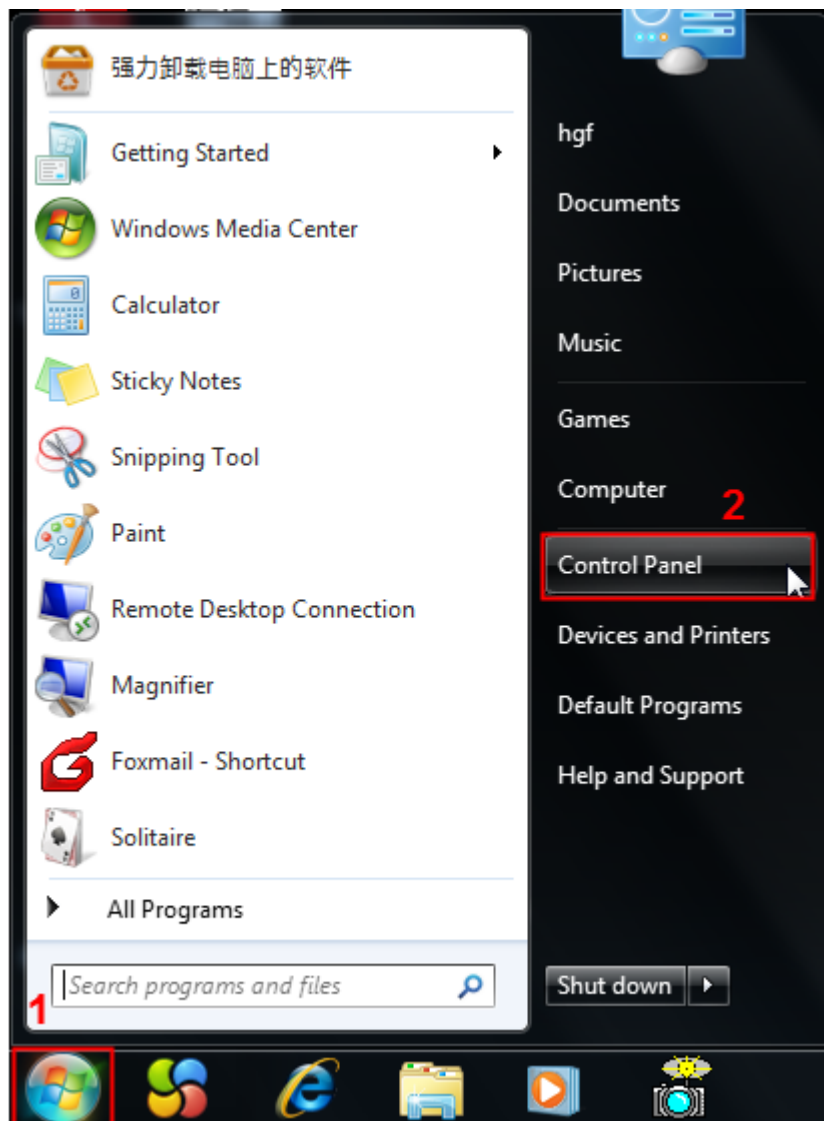 强力卸载电脑上的软件
Getting Started
Windows Media Center
Calculator
Sticky Notes
Snipping Tool
Paint
Remote Desktop Connection
Magnifier
Foxmail - Shortcut
Solitaire
All Programs
Search programs and files
1
hgf
Documents
Pictures
Music
Games
Computer
2
Control Panel
Devices and Printers
Default Programs
Help and Support
Shut down